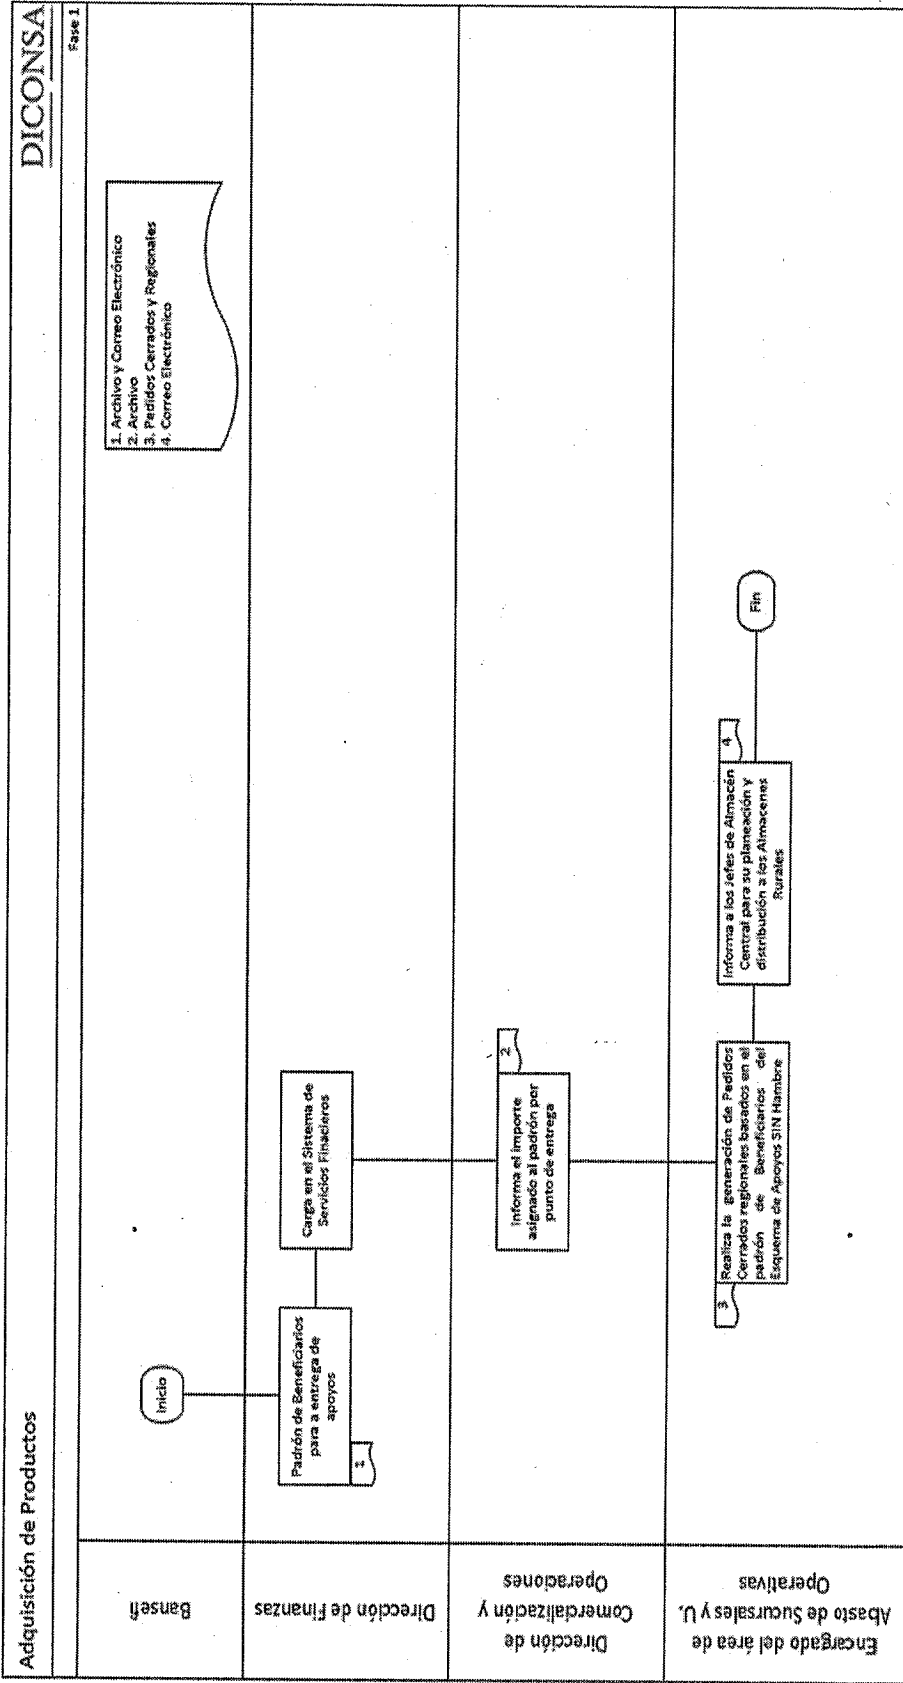 Adquisición de Productos
DICONSA
Fase 1
Bansefi
Inicio
1. Archivo y Correo Electrónico
2. Archivo
3. Pedidos Cerrados y Regionales
4. Correo Electrónico
Dirección de Finanzas
Padrón de Beneficiarios
para a entrega de
apoyos
1
Carga en el Sistema de
Servicios Finacieros
Dirección de
Comercialización y
Operaciones
Informa el importe
asignado al padrón por
punto de entrega
2
Encargado del área de
Abasto de Sucursales y U.
Operativas
3
Realiza la generación de Pedidos
Cerrados regionales basados en el
padrón de Beneficiarios del
Esquema de Apoyos SIN Hambre
Informa a los Jefes de Almacén
Central para su planeación y
distribución a los Almacenes
Rurales
4
Fin